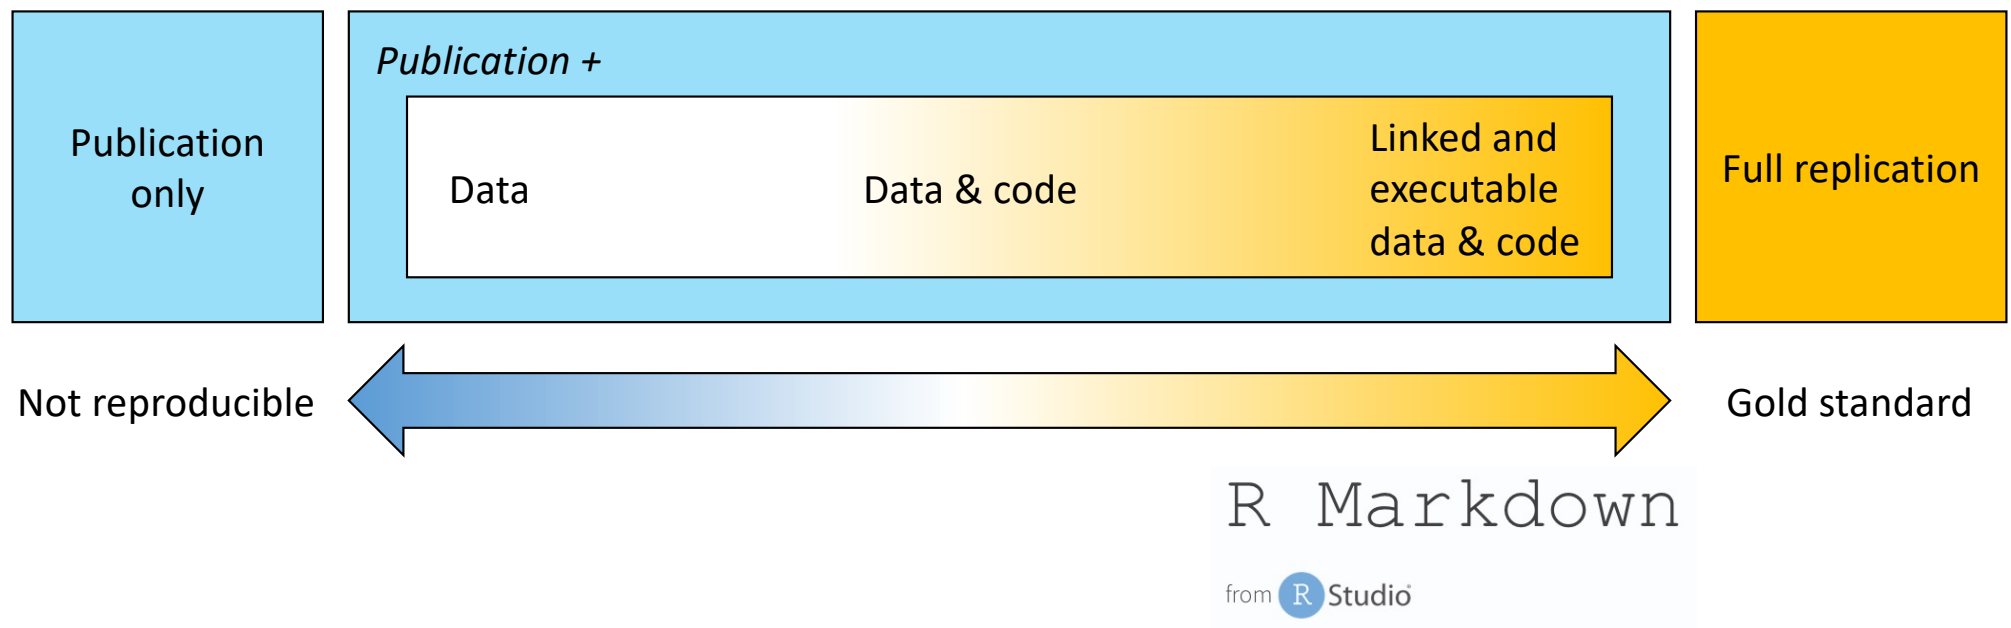 Publication
only
Publication +
Data
Data & code
Linked and
executable
data & code
Full replication
Not reproducible
Gold standard
R Markdown
from R Studio